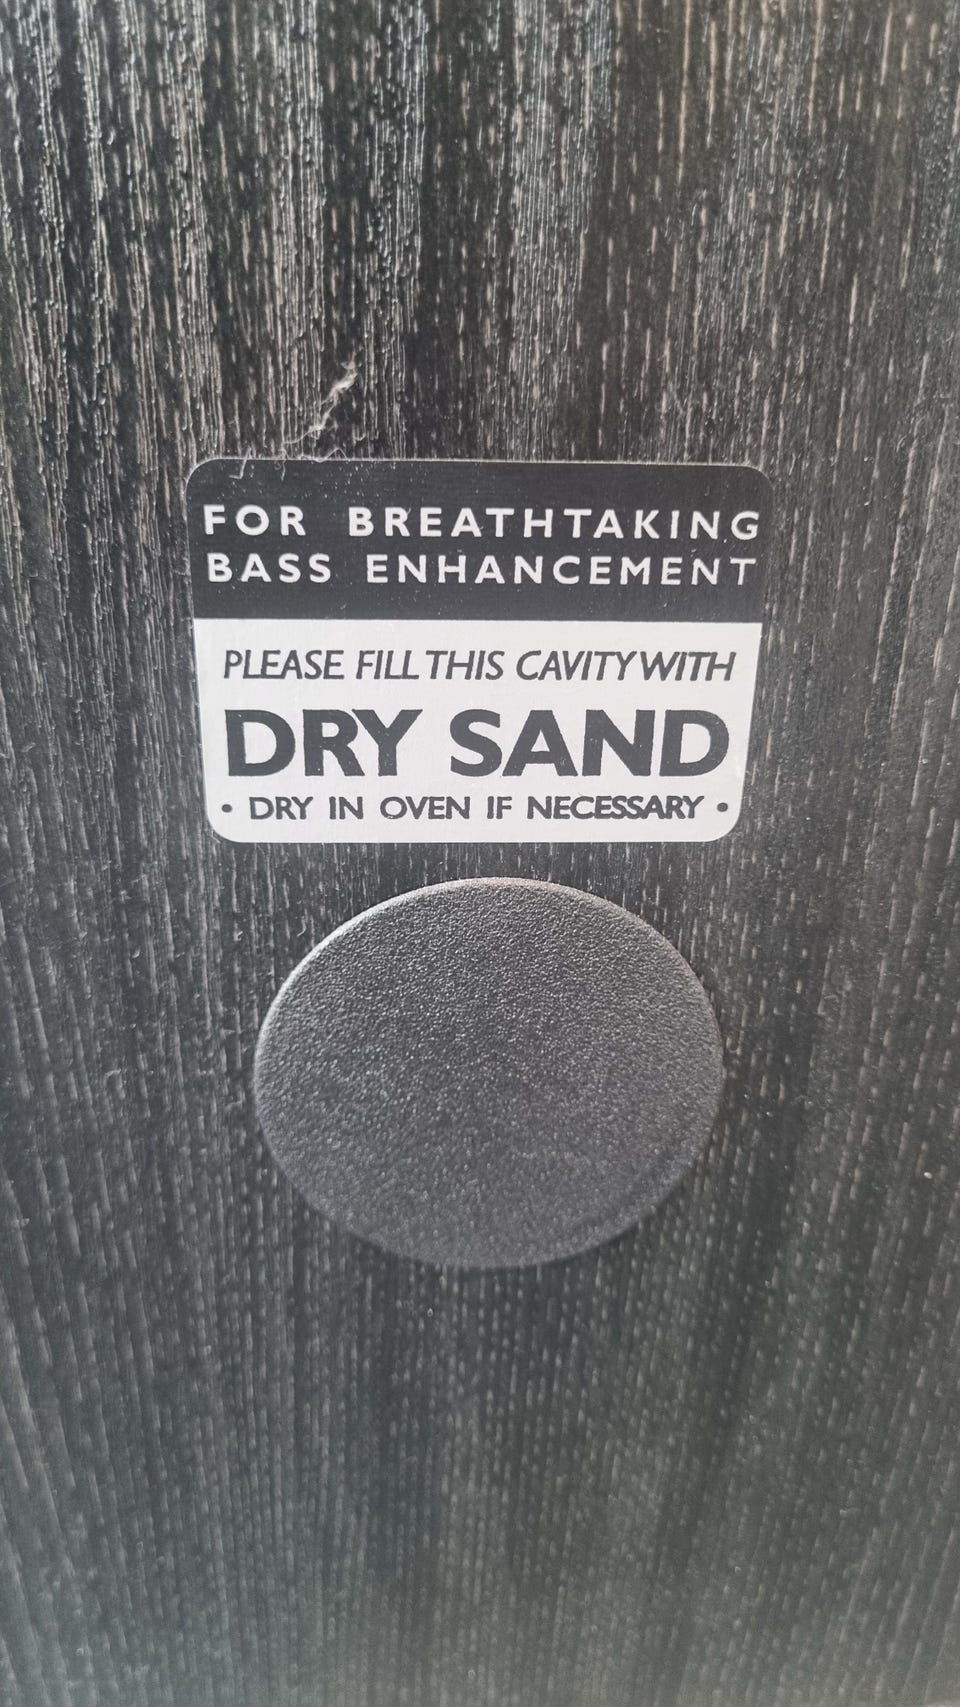 FOR BREATHTAKING
BASS ENHANCEMENT
PLEASE FILL THIS CAVITY WITH
DRY SAND
• DRY IN OVEN IF NECESSARY •